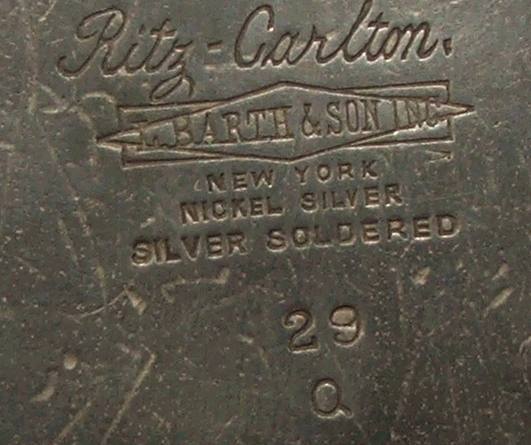 Ritz-Carlton.
L. BARTH & SON INC
NEW YORK
NICKEL SILVER
SILVER SOLDERED
29
Q